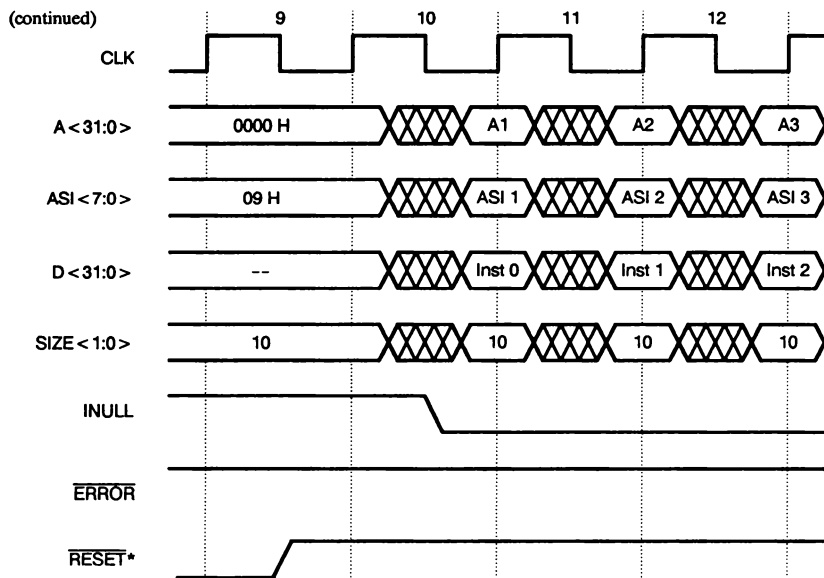 (continued) 9 10 11 12
CLK
A<31:0> 0000 H A1 A2 A3
ASI<7:0> 09 H ASI 1 ASI 2 ASI 3
D<31:0> -- Inst 0 Inst 1 Inst 2
SIZE<1:0> 10 10 10 10
INULL
ERROR
RESET*